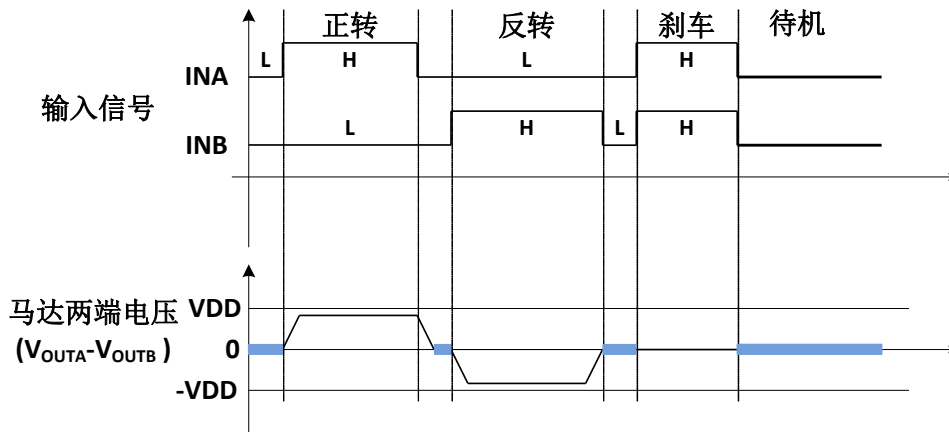 正转 反转 刹车 待机
L H L H
INA
输入信号
L H L H
INB
马达两端电压
(VOUTA-VOUTB )
VDD
0
-VDD